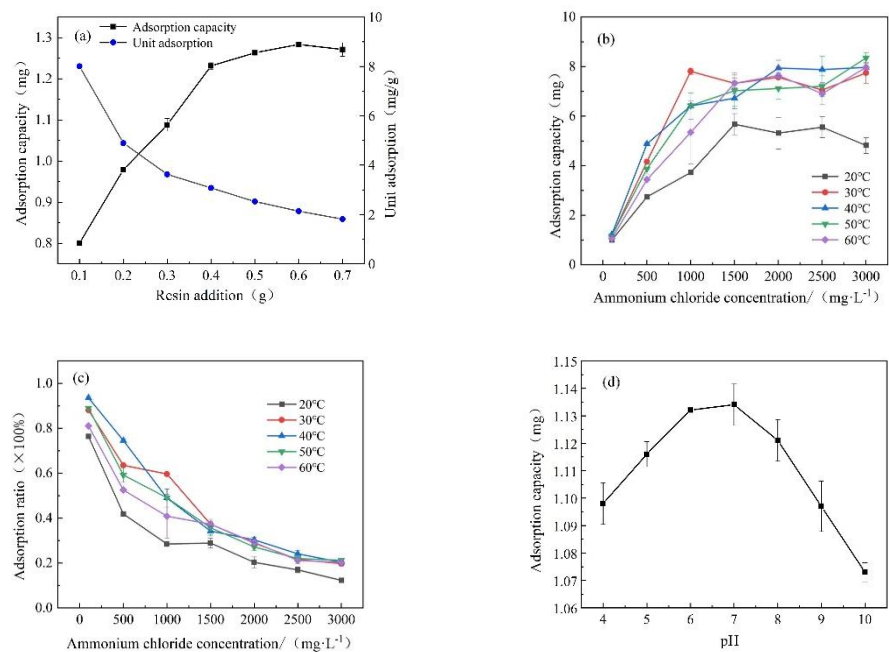 (a)
Adsorption capacity
Unit adsorption
1.3
1.2
1.1
1.0
0.9
0.8
Adsorption capacity（mg）
10
8
6
4
2
0
Unit adsorption（mg/g）
0.1 0.2 0.3 0.4 0.5 0.6 0.7
Resin addition（g）
(b)
10
8
6
4
2
0
Adsorption capacity（mg）
20℃
30℃
40℃
50℃
60℃
0 500 1000 1500 2000 2500 3000
Ammonium chloride concentration/（mg·L⁻¹）
(c)
1.0
0.8
0.6
0.4
0.2
0.0
Adsorption ratio（×100%）
20℃
30℃
40℃
50℃
60℃
0 500 1000 1500 2000 2500 3000
Ammonium chloride concentration/（mg·L⁻¹）
(d)
1.15
1.14
1.13
1.12
1.11
1.10
1.09
1.08
1.07
1.06
Adsorption capacity（mg）
4 5 6 7 8 9 10
pH